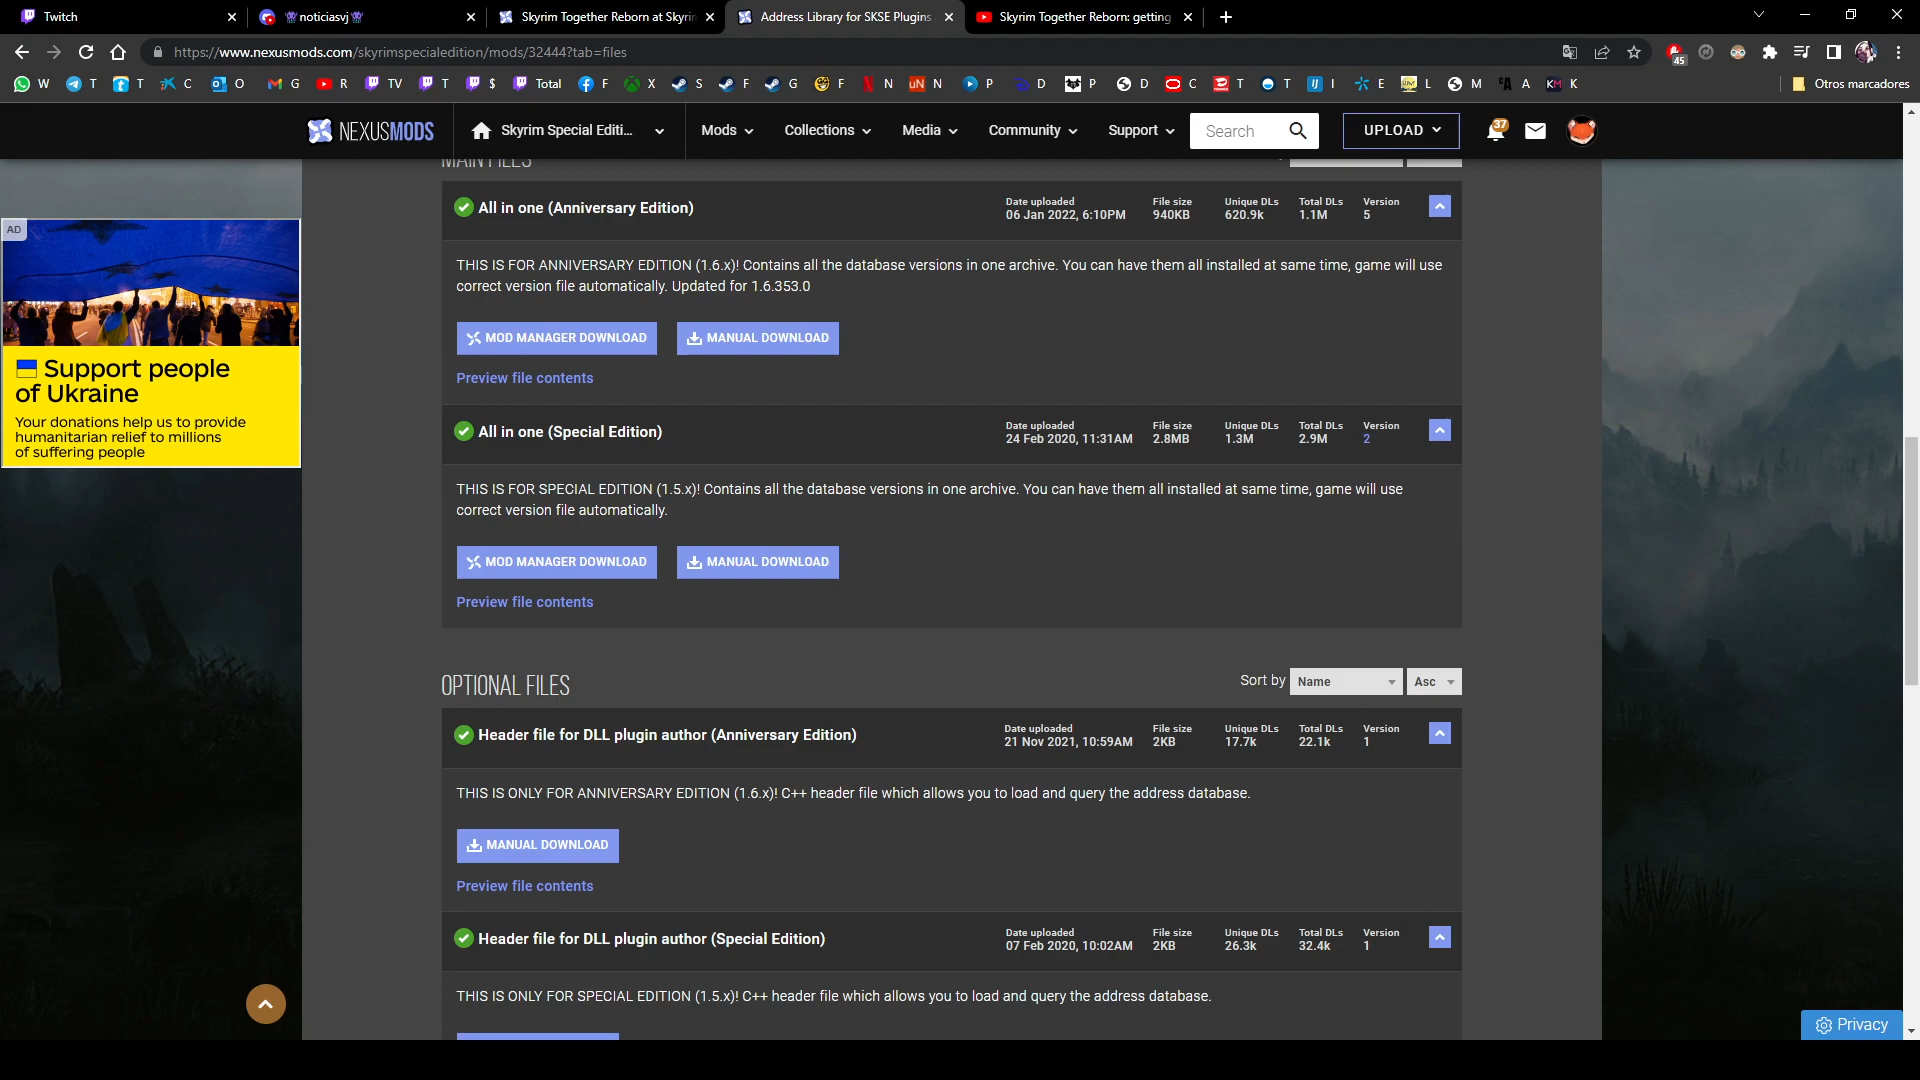 Twitch
noticiasvj
Skyrim Together Reborn at Skyrin
Address Library for SKSE Plugins
Skyrim Together Reborn: getting
https://www.nexusmods.com/skyrimspecialedition/mods/32444?tab=files
45
W T T C O G R TV T $ Total F X S F G F N N P D P D C T T I E L M A K
Otros marcadores
NEXUSMODS
Skyrim Special Editi...
Mods
Collections
Media
Community
Support
Search
UPLOAD
37
MAIN FILES
All in one (Anniversary Edition)
Date uploaded File size Unique DLs Total DLs Version
06 Jan 2022, 6:10PM 940KB 620.9k 1.1M 5
THIS IS FOR ANNIVERSARY EDITION (1.6.x)! Contains all the database versions in one archive. You can have them all installed at same time, game will use
correct version file automatically. Updated for 1.6.353.0
MOD MANAGER DOWNLOAD
MANUAL DOWNLOAD
Preview file contents
All in one (Special Edition)
Date uploaded File size Unique DLs Total DLs Version
24 Feb 2020, 11:31AM 2.8MB 1.3M 2.9M 2
THIS IS FOR SPECIAL EDITION (1.5.x)! Contains all the database versions in one archive. You can have them all installed at same time, game will use
correct version file automatically.
MOD MANAGER DOWNLOAD
MANUAL DOWNLOAD
Preview file contents
OPTIONAL FILES
Sort by Name Asc
Header file for DLL plugin author (Anniversary Edition)
Date uploaded File size Unique DLs Total DLs Version
21 Nov 2021, 10:59AM 2KB 17.7k 22.1k 1
THIS IS ONLY FOR ANNIVERSARY EDITION (1.6.x)! C++ header file which allows you to load and query the address database.
MANUAL DOWNLOAD
Preview file contents
Header file for DLL plugin author (Special Edition)
Date uploaded File size Unique DLs Total DLs Version
07 Feb 2020, 10:02AM 2KB 26.3k 32.4k 1
THIS IS ONLY FOR SPECIAL EDITION (1.5.x)! C++ header file which allows you to load and query the address database.
AD
Support people
of Ukraine
Your donations help us to provide
humanitarian relief to millions
of suffering people
Privacy